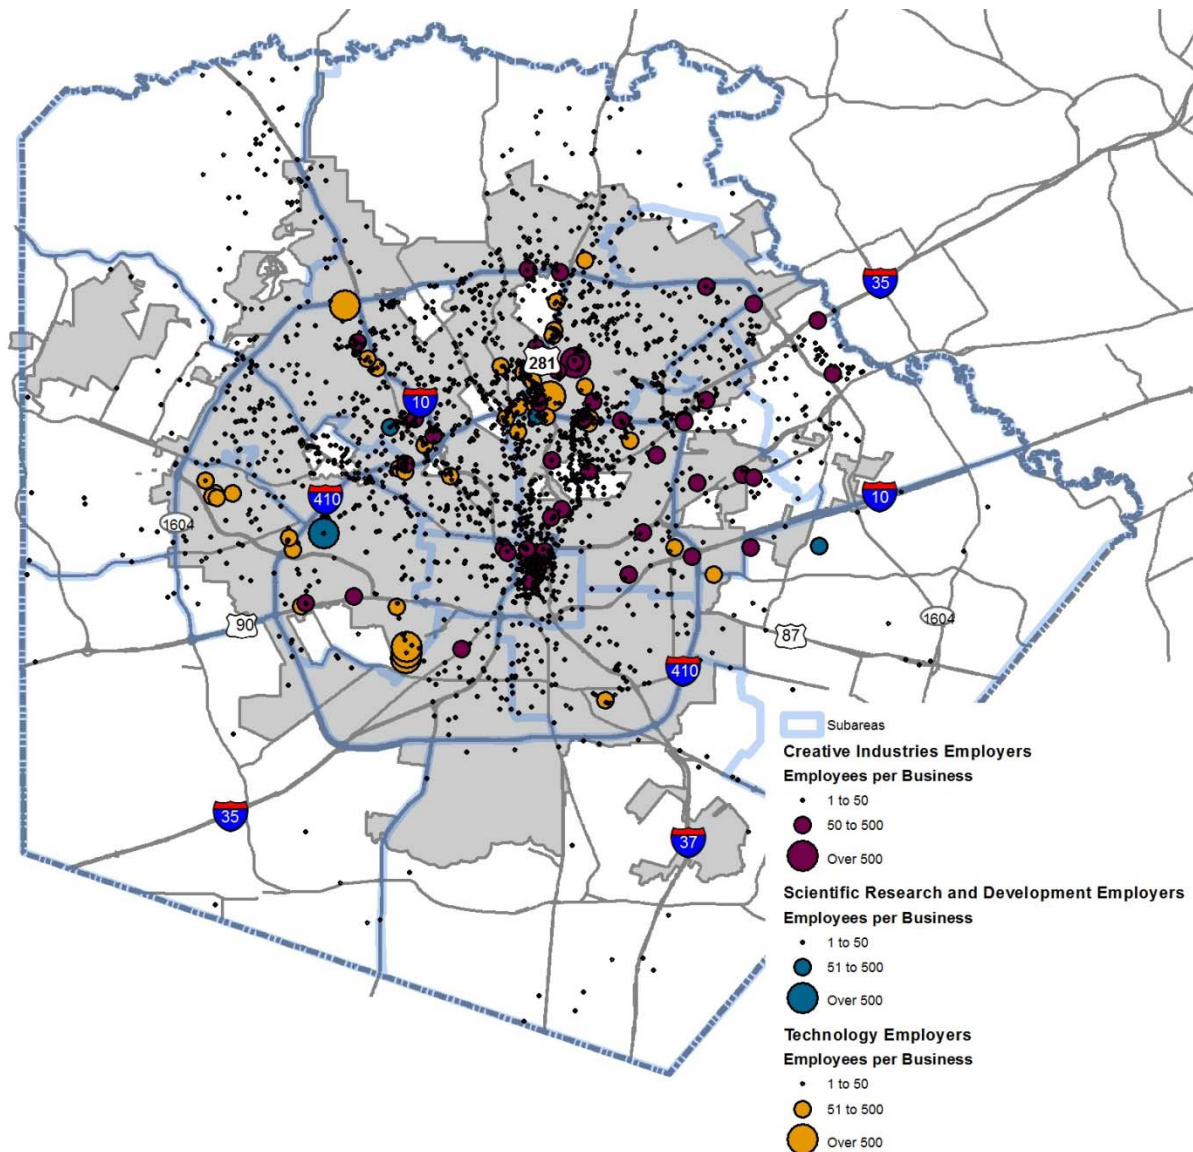 35
281
10
410
1604
10
90
87
1604
410
35
37
Subareas
Creative Industries Employers
Employees per Business
1 to 50
50 to 500
Over 500
Scientific Research and Development Employers
Employees per Business
1 to 50
51 to 500
Over 500
Technology Employers
Employees per Business
1 to 50
51 to 500
Over 500